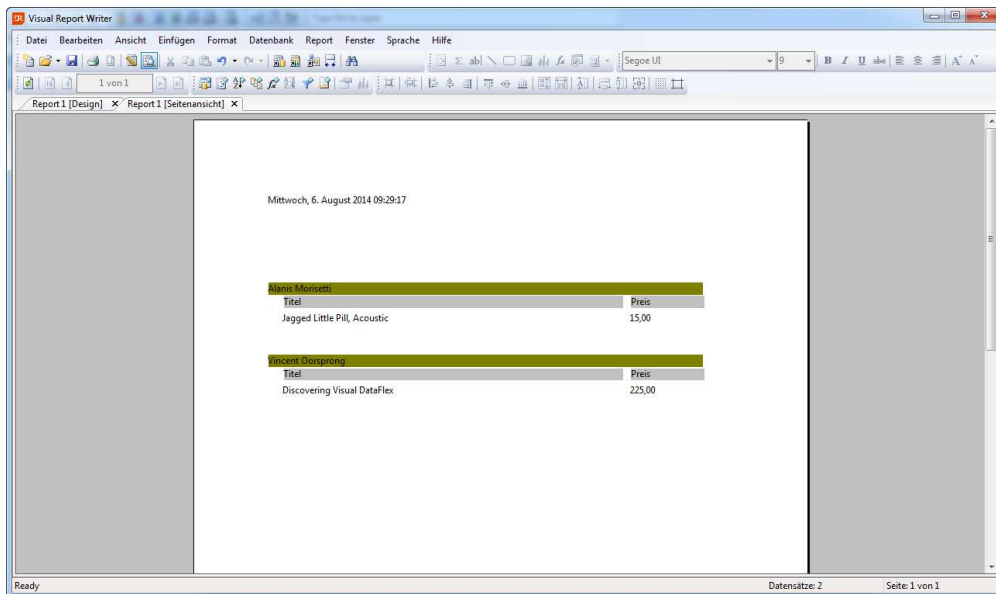 Visual Report Writer
Datei Bearbeiten Ansicht Einfügen Format Datenbank Report Fenster Sprache Hilfe
Segoe UI 9 B I U abc A A
1 von 1
Report 1 [Design] Report 1 [Seitenansicht]
Mittwoch, 6. August 2014 09:29:17
Alanis Morisetti
Titel Preis
Jagged Little Pill, Acoustic 15,00
Vincent Oorsprong
Titel Preis
Discovering Visual DataFlex 225,00
Ready Datensätze: 2 Seite: 1 von 1